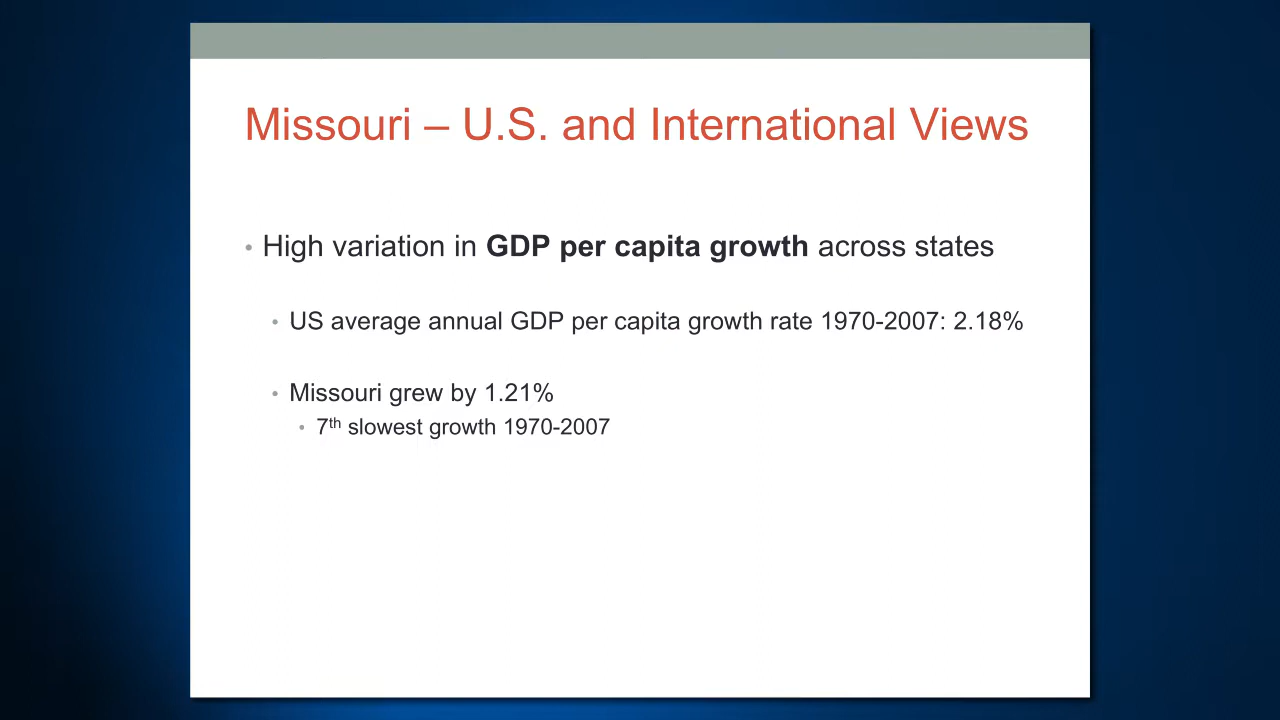 Missouri – U.S. and International Views
• High variation in GDP per capita growth across states
• US average annual GDP per capita growth rate 1970-2007: 2.18%
• Missouri grew by 1.21%
• 7th slowest growth 1970-2007